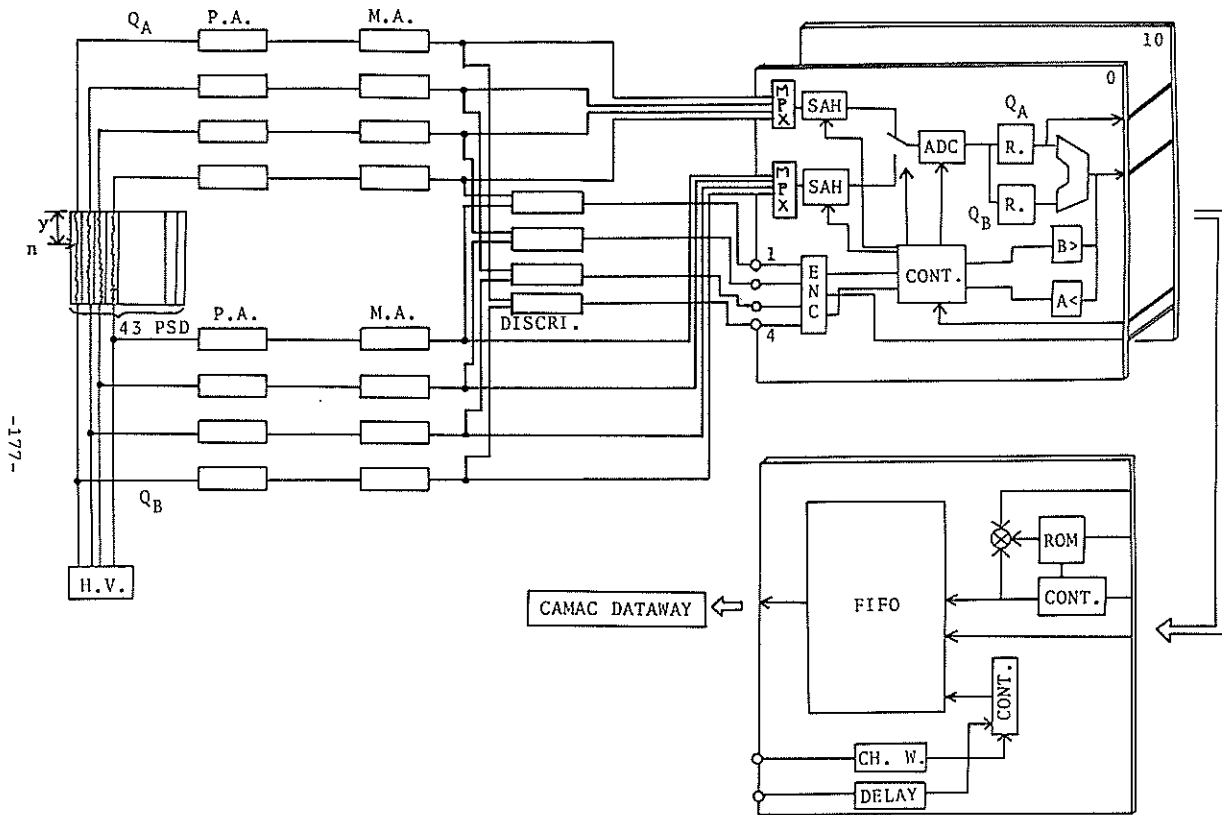 Q_A
P.A.
M.A.
10
0
MPX
SAH
ADC
Q_A
R.
MPX
SAH
Q_B
R.
y
n
1
ENC
CONT.
B>
A<
4
43 PSD
P.A.
M.A.
DISCRI.
Q_B
H.V.
-177-
ROM
CAMAC DATAWAY
FIFO
CONT.
CONT.
CH. W.
DELAY